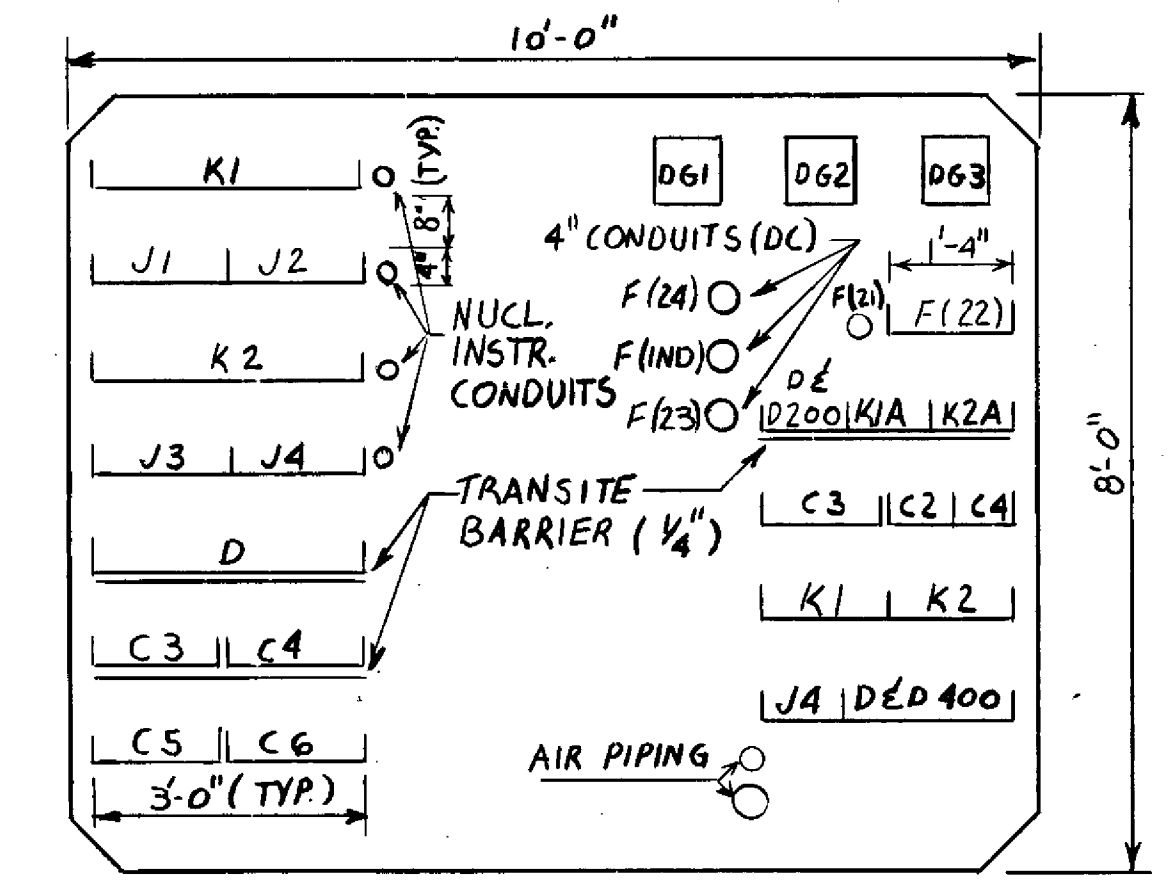 10'-0"
K1
8" (TYP.)
DG1 DG2 DG3
4" CONDUITS (DC)
1'-4"
J1 J2
4"
F(24)
F(21)
F(22)
NUCL.
INSTR.
CONDUITS
K2
F(IND)
F(23)
D&
D200 K1A K2A
8'-0"
J3 J4
TRANSITE
BARRIER (1/4")
C3 C2 C4
D
K1 K2
C3 C4
J4 D&D400
C5 C6
AIR PIPING
3'-0" (TYP.)